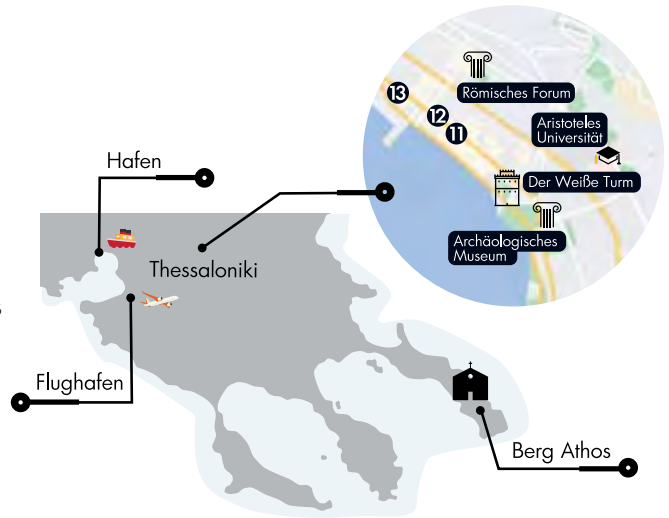 Römisches Forum
13
12
11
Aristoteles
Universität
Hafen
Der Weiße Turm
Archäologisches
Museum
Thessaloniki
Flughafen
Berg Athos